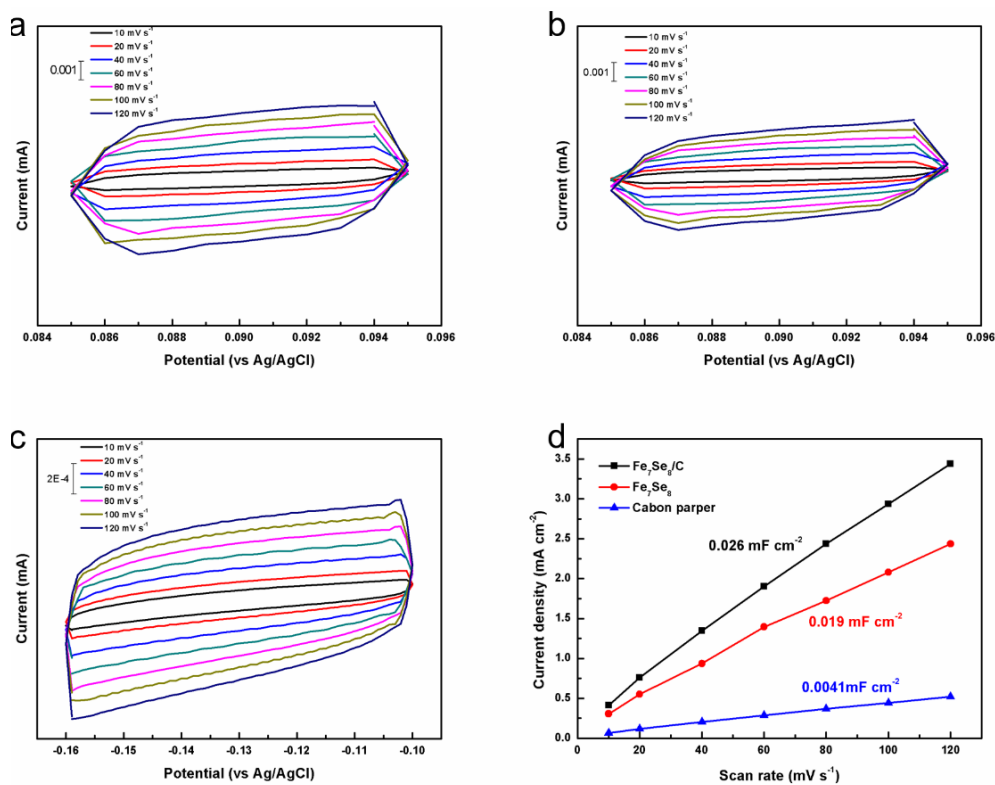 a
10 mV s⁻¹
20 mV s⁻¹
40 mV s⁻¹
60 mV s⁻¹
80 mV s⁻¹
100 mV s⁻¹
120 mV s⁻¹
0.001
Current (mA)
0.084 0.086 0.088 0.090 0.092 0.094 0.096
Potential (vs Ag/AgCl)
b
10 mV s⁻¹
20 mV s⁻¹
40 mV s⁻¹
60 mV s⁻¹
80 mV s⁻¹
100 mV s⁻¹
120 mV s⁻¹
0.001
Current (mA)
0.084 0.086 0.088 0.090 0.092 0.094 0.096
Potential (vs Ag/AgCl)
c
10 mV s⁻¹
20 mV s⁻¹
40 mV s⁻¹
60 mV s⁻¹
80 mV s⁻¹
100 mV s⁻¹
120 mV s⁻¹
2E-4
Current (mA)
-0.16 -0.15 -0.14 -0.13 -0.12 -0.11 -0.10
Potential (vs Ag/AgCl)
d
Fe₇Se₈/C
Fe₇Se₈
Cabon parper
0.026 mF cm⁻²
0.019 mF cm⁻²
0.0041mF cm⁻²
Current density (mA cm⁻²)
3.5
3.0
2.5
2.0
1.5
1.0
0.5
0.0
0 20 40 60 80 100 120
Scan rate (mV s⁻¹)